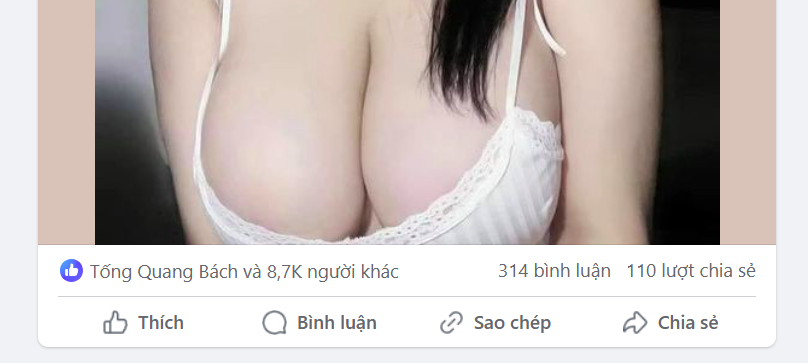 Tống Quang Bách và 8,7K người khác 314 bình luận 110 lượt chia sẻ
Thích Bình luận Sao chép Chia sẻ